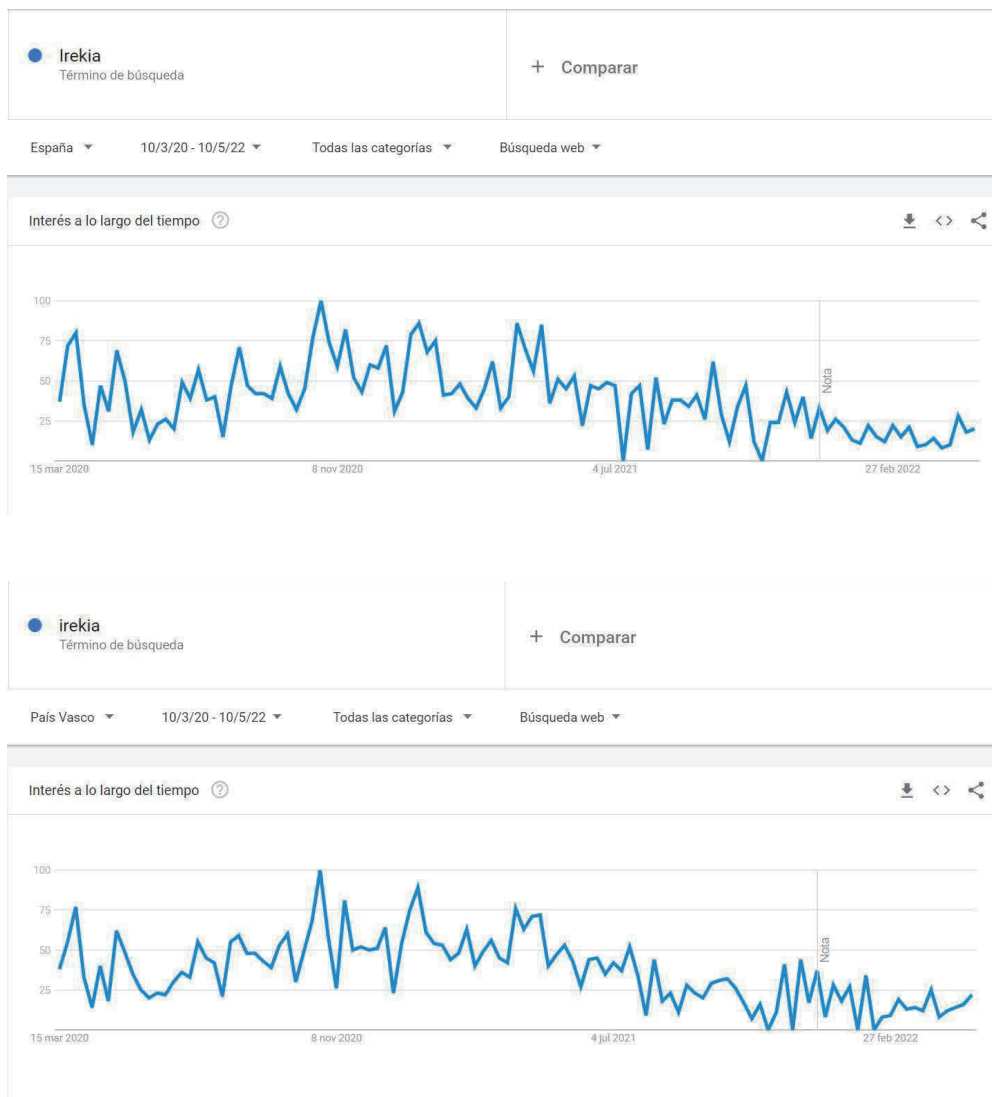 Irekia
Término de búsqueda
+ Comparar
España
10/3/20 - 10/5/22
Todas las categorías
Búsqueda web
Interés a lo largo del tiempo
100
75
50
25
Nota
15 mar 2020
8 nov 2020
4 jul 2021
27 feb 2022
irekia
Término de búsqueda
+ Comparar
País Vasco
10/3/20 - 10/5/22
Todas las categorías
Búsqueda web
Interés a lo largo del tiempo
100
75
50
25
Nota
15 mar 2020
8 nov 2020
4 jul 2021
27 feb 2022